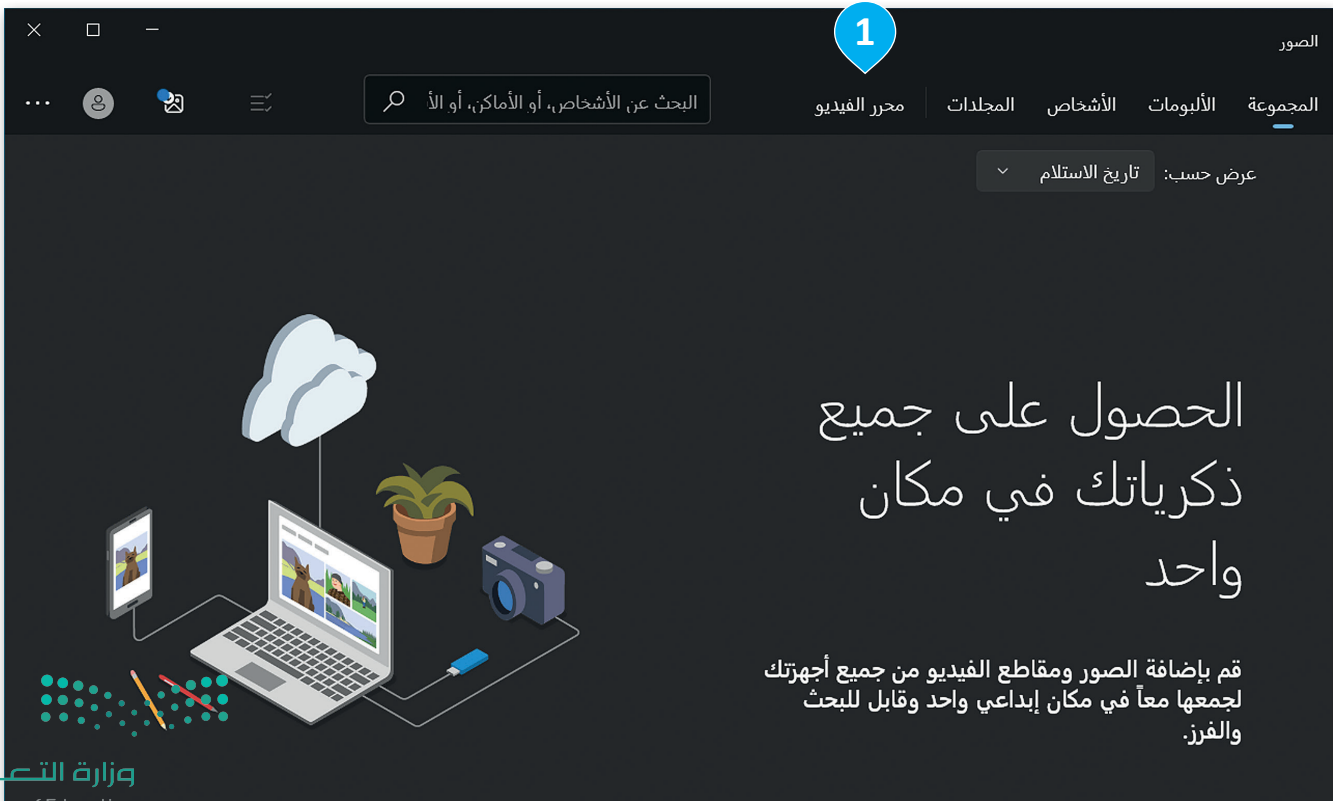 1
الصور
المجموعة
الألبومات
الأشخاص
المجلدات
محرر الفيديو
البحث عن الأشخاص، أو الأماكن، أو الأ
عرض حسب:
تاريخ الاستلام
الحصول على جميع
ذكرياتك في مكان
واحد
قم بإضافة الصور ومقاطع الفيديو من جميع أجهزتك
لجمعها معاً في مكان إبداعي واحد وقابل للبحث
والفرز.
وزارة التعـ